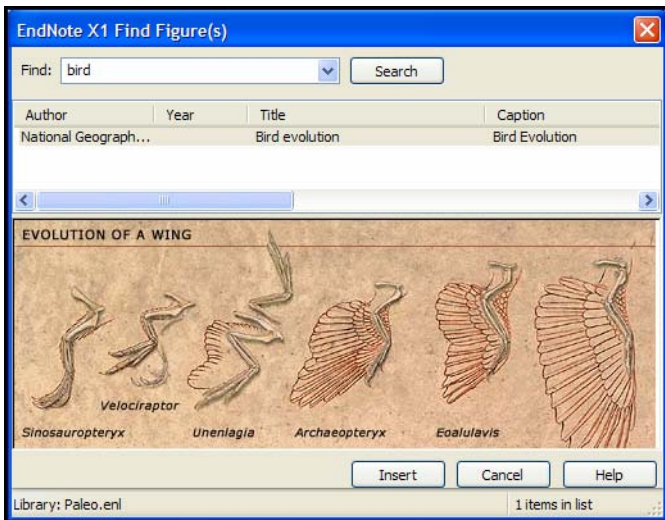 EndNote X1 Find Figure(s)
Find: bird Search
Author Year Title Caption
National Geograph... Bird evolution Bird Evolution
EVOLUTION OF A WING
Velociraptor
Sinosauropteryx Unenlagia Archaeopteryx Eoalulavis
Insert Cancel Help
Library: Paleo.enl 1 items in list